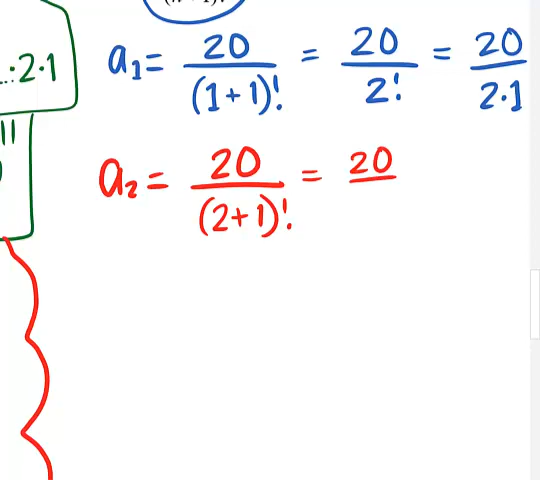 ...·2·1
a₁ = 20/(1+1)! = 20/2! = 20/2·1
a₂ = 20/(2+1)! = 20/